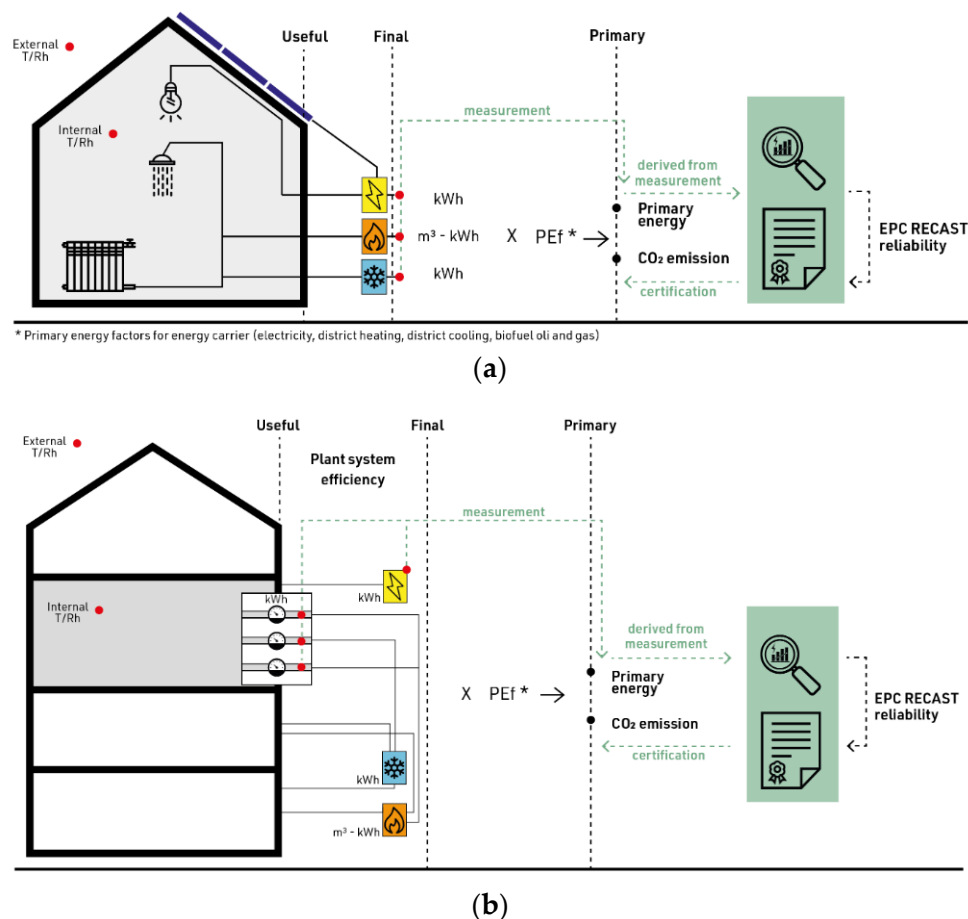 External
T/Rh
Useful
Final
Primary
Internal
T/Rh
measurement
derived from
measurement
kWh
m³ - kWh
kWh
X PEf * →
Primary
energy
CO₂ emission
certification
EPC RECAST
reliability
* Primary energy factors for energy carrier (electricity, district heating, district cooling, biofuel oli and gas)
(a)
External
T/Rh
Useful
Final
Primary
Plant system
efficiency
measurement
Internal
T/Rh
kWh
kWh
derived from
measurement
X PEf * →
Primary
energy
CO₂ emission
certification
EPC RECAST
reliability
kWh
m³ - kWh
(b)